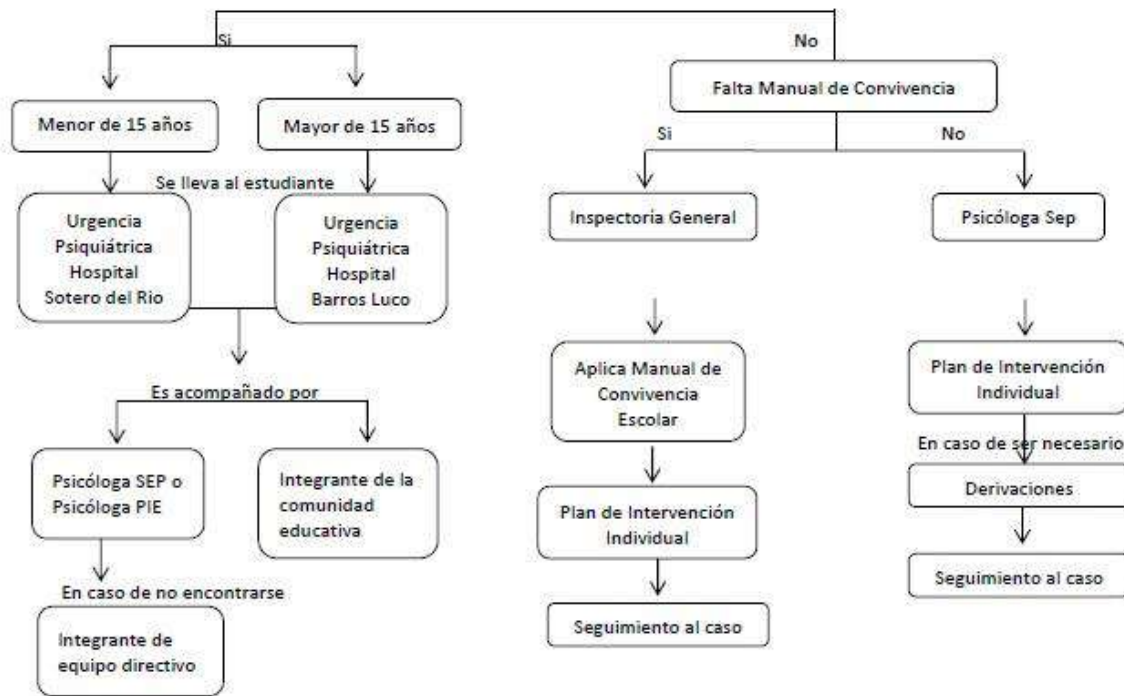 Si
No
Falta Manual de Convivencia
Menor de 15 años
Mayor de 15 años
Si
No
Se lleva al estudiante
Urgencia
Psiquiátrica
Hospital
Sotero del Rio
Urgencia
Psiquiátrica
Hospital
Barros Luco
Inspectoría General
Psicóloga Sep
Es acompañado por
Aplica Manual de
Convivencia
Escolar
Plan de Intervención
Individual
En caso de ser necesario
Psicóloga SEP o
Psicóloga PIE
Integrante de la
comunidad
educativa
Derivaciones
Plan de Intervención
Individual
En caso de no encontrarse
Seguimiento al caso
Integrante de
equipo directivo
Seguimiento al caso